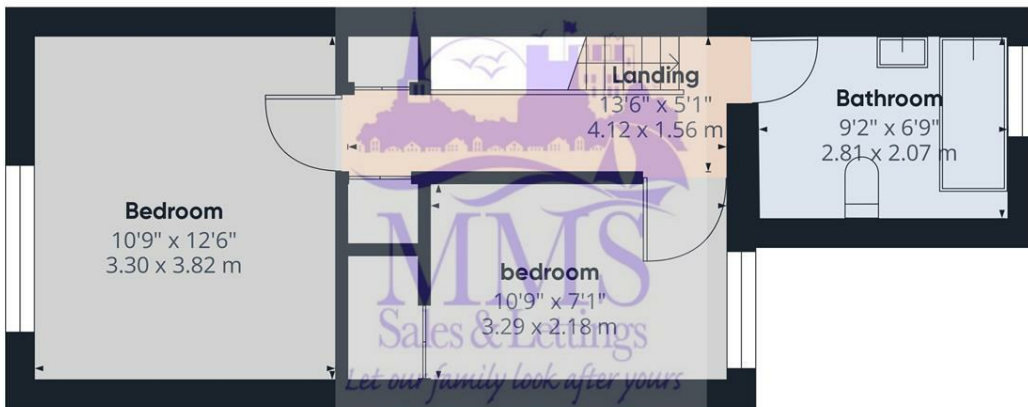 Landing
13'6" x 5'1"
4.12 x 1.56 m
Bathroom
9'2" x 6'9"
2.81 x 2.07 m
Bedroom
10'9" x 12'6"
3.30 x 3.82 m
bedroom
10'9" x 7'1"
3.29 x 2.18 m
MMS
Sales & Lettings
Let our family look after yours